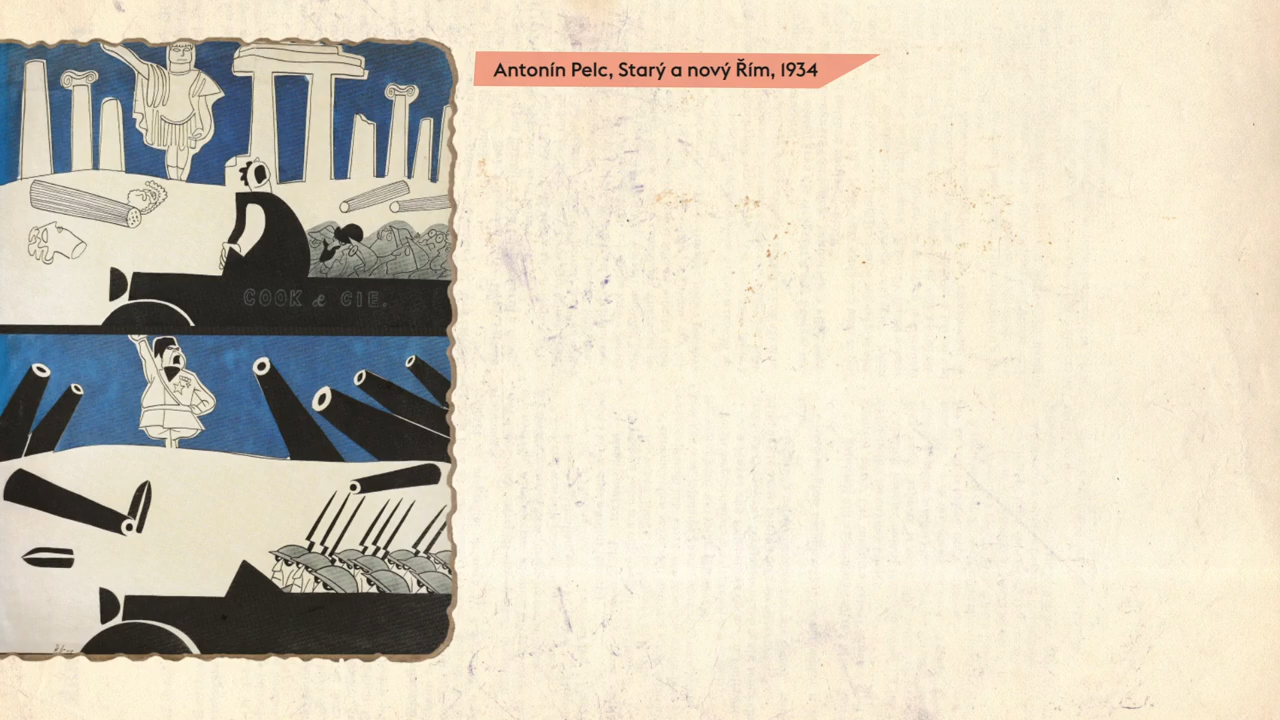 Antonín Pelc, Starý a nový Řím, 1934
COOK & CIE.